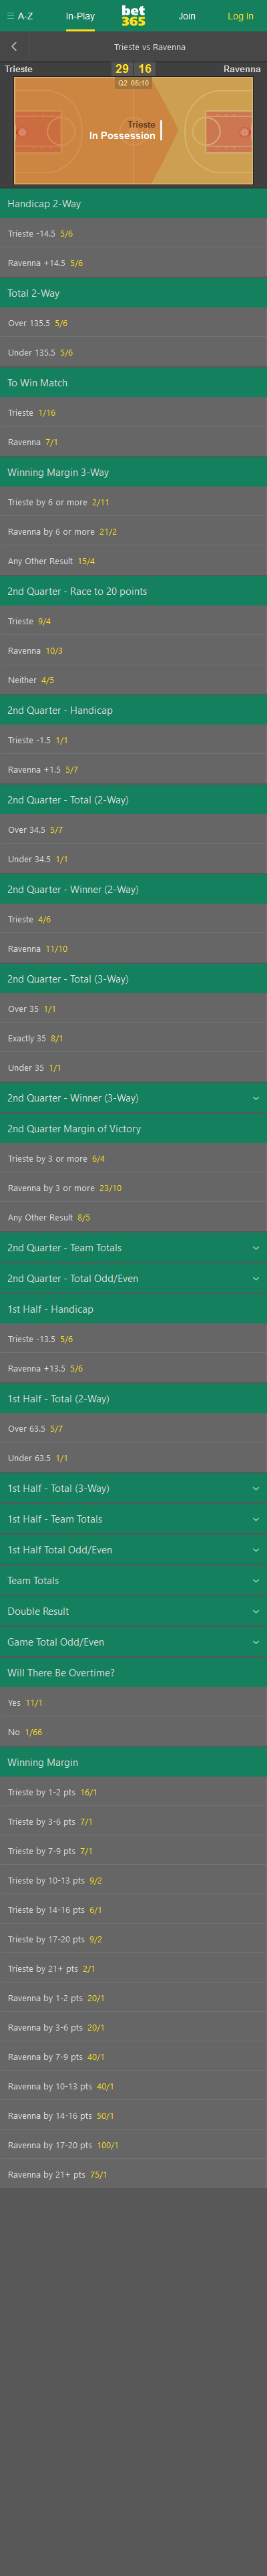 A-Z In-Play bet365 Join Log In
Trieste vs Ravenna
Trieste 29 16 Ravenna
Q2 05:10
Trieste
In Possession
Handicap 2-Way
Trieste -14.5 5/6
Ravenna +14.5 5/6
Total 2-Way
Over 135.5 5/6
Under 135.5 5/6
To Win Match
Trieste 1/16
Ravenna 7/1
Winning Margin 3-Way
Trieste by 6 or more 2/11
Ravenna by 6 or more 21/2
Any Other Result 15/4
2nd Quarter - Race to 20 points
Trieste 9/4
Ravenna 10/3
Neither 4/5
2nd Quarter - Handicap
Trieste -1.5 1/1
Ravenna +1.5 5/7
2nd Quarter - Total (2-Way)
Over 34.5 5/7
Under 34.5 1/1
2nd Quarter - Winner (2-Way)
Trieste 4/6
Ravenna 11/10
2nd Quarter - Total (3-Way)
Over 35 1/1
Exactly 35 8/1
Under 35 1/1
2nd Quarter - Winner (3-Way)
2nd Quarter Margin of Victory
Trieste by 3 or more 6/4
Ravenna by 3 or more 23/10
Any Other Result 8/5
2nd Quarter - Team Totals
2nd Quarter - Total Odd/Even
1st Half - Handicap
Trieste -13.5 5/6
Ravenna +13.5 5/6
1st Half - Total (2-Way)
Over 63.5 5/7
Under 63.5 1/1
1st Half - Total (3-Way)
1st Half - Team Totals
1st Half Total Odd/Even
Team Totals
Double Result
Game Total Odd/Even
Will There Be Overtime?
Yes 11/1
No 1/66
Winning Margin
Trieste by 1-2 pts 16/1
Trieste by 3-6 pts 7/1
Trieste by 7-9 pts 7/1
Trieste by 10-13 pts 9/2
Trieste by 14-16 pts 6/1
Trieste by 17-20 pts 9/2
Trieste by 21+ pts 2/1
Ravenna by 1-2 pts 20/1
Ravenna by 3-6 pts 20/1
Ravenna by 7-9 pts 40/1
Ravenna by 10-13 pts 40/1
Ravenna by 14-16 pts 50/1
Ravenna by 17-20 pts 100/1
Ravenna by 21+ pts 75/1